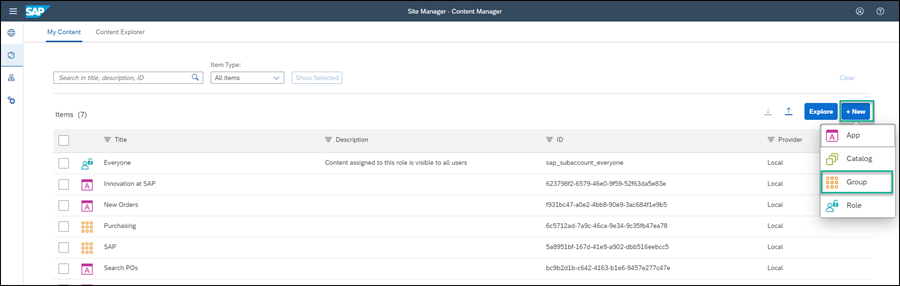 SAP
Site Manager - Content Manager
My Content Content Explorer
Item Type:
Search in title, description, ID All items Show Selected Clear
Items (7) Explore + New
Title Description ID Provider
App
Catalog
Group
Role
Everyone Content assigned to this role is visible to all users sap_subaccount_everyone Local
Innovation at SAP 623798f2-6579-46e0-9f59-52f63da5e83e Local
New Orders f931bc47-a0e2-4bb8-90e9-3ac684f1e9b5 Local
Purchasing 6c5712ad-7a9c-46ca-9e34-9c35fb47ea78 Local
SAP 5a8951bf-167d-41e9-a902-dbb516eebcc5 Local
Search POs bc9b2d1b-c642-4163-b1e6-9457e277c47e Local